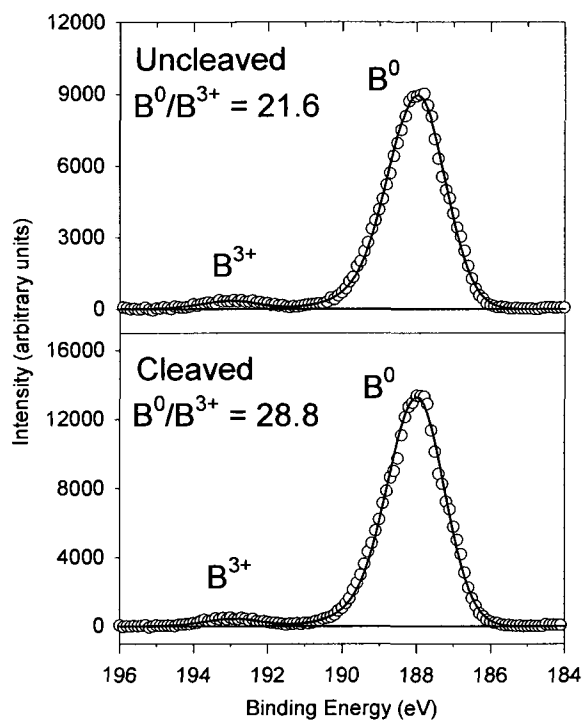 12000
Uncleaved
B⁰/B³⁺ = 21.6
B⁰
9000
6000
3000
B³⁺
0
16000
Cleaved
B⁰/B³⁺ = 28.8
B⁰
12000
8000
4000
B³⁺
0
Intensity (arbitrary units)
196 194 192 190 188 186 184
Binding Energy (eV)